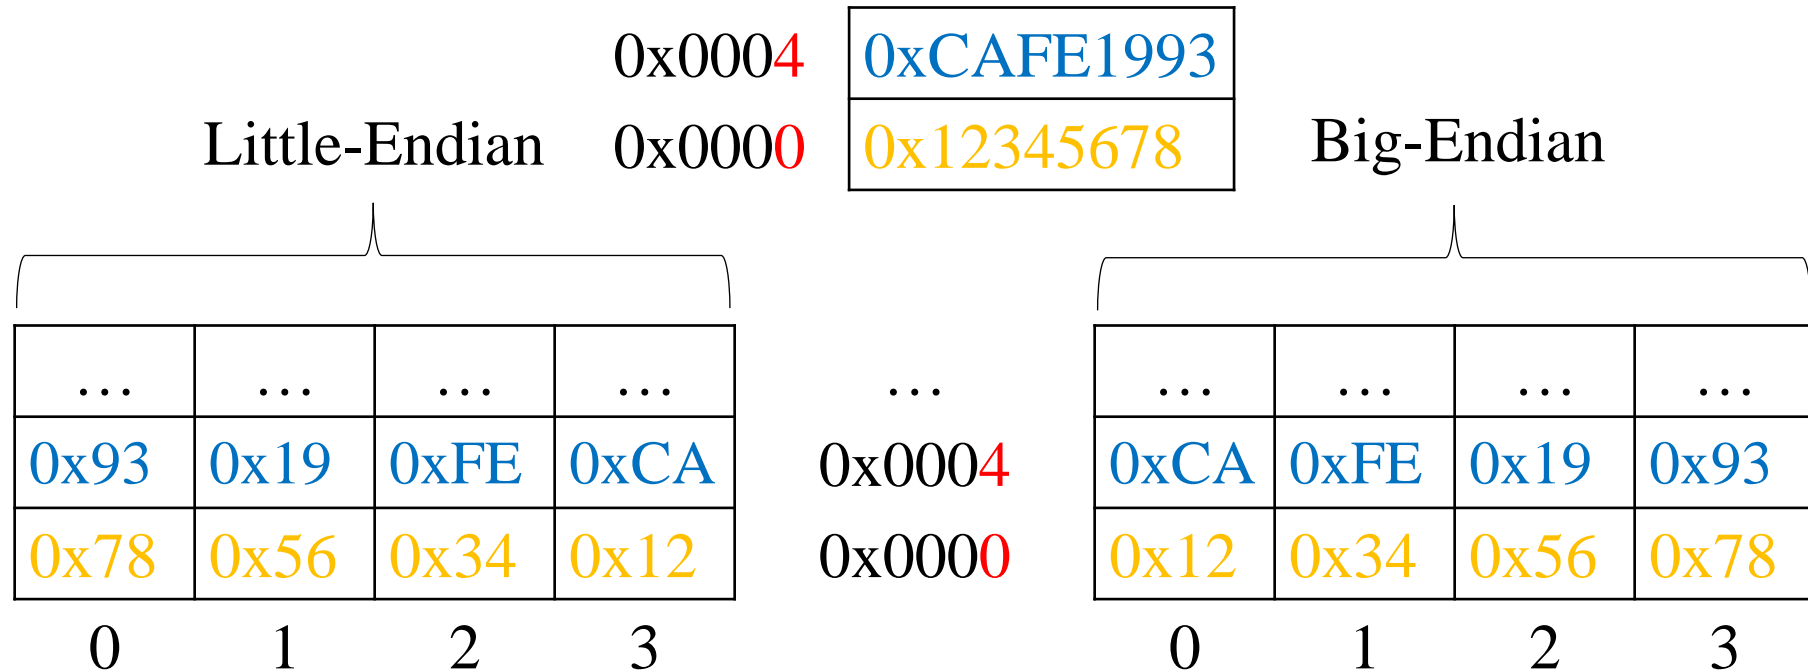 0x0004 0xCAFE1993
Little-Endian 0x0000 0x12345678 Big-Endian
… … … … … … … … …
0x93 0x19 0xFE 0xCA 0x0004 0xCA 0xFE 0x19 0x93
0x78 0x56 0x34 0x12 0x0000 0x12 0x34 0x56 0x78
0 1 2 3 0 1 2 3